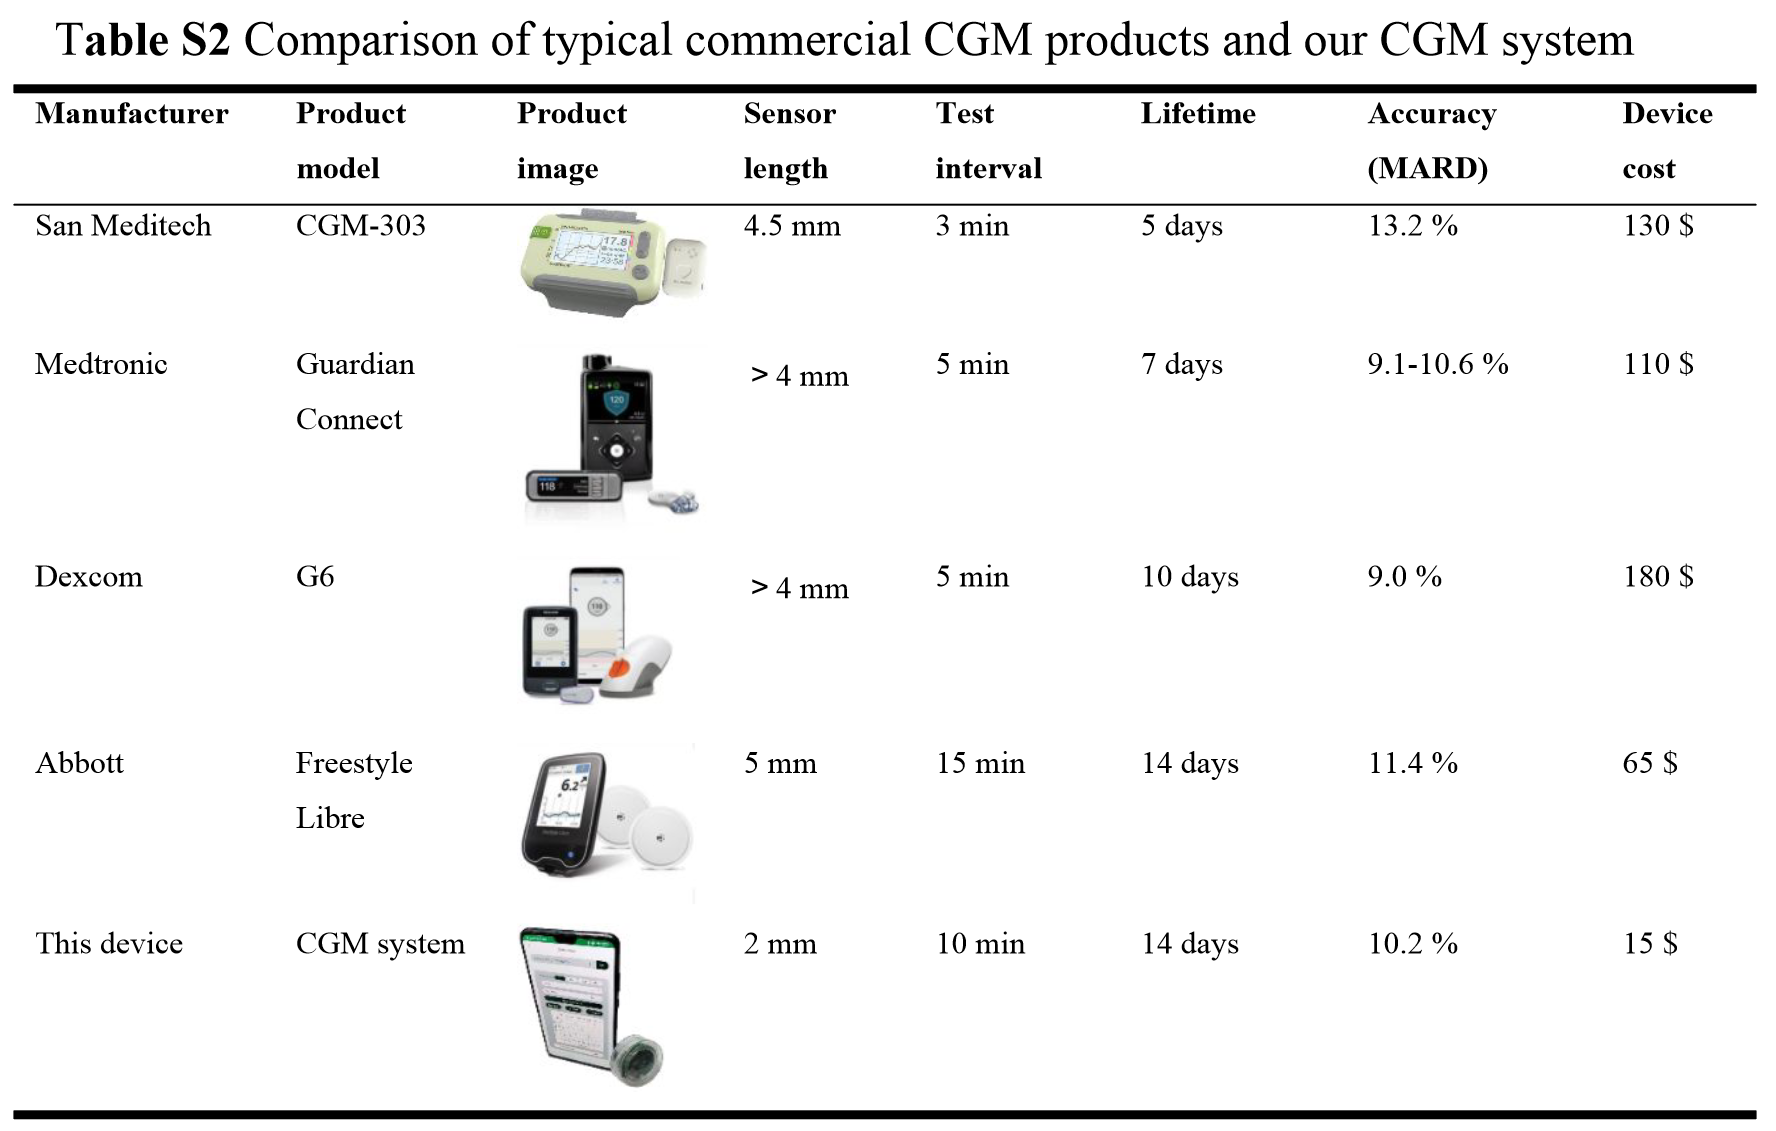 Table S2 Comparison of typical commercial CGM products and our CGM system
Manufacturer Product model Product image Sensor length Test interval Lifetime Accuracy (MARD) Device cost
San Meditech CGM-303 4.5 mm 3 min 5 days 13.2 % 130 $
17.8
23:58
Medtronic Guardian Connect > 4 mm 5 min 7 days 9.1-10.6 % 110 $
120
118
Dexcom G6 > 4 mm 5 min 10 days 9.0 % 180 $
110
Abbott Freestyle Libre 5 mm 15 min 14 days 11.4 % 65 $
6.2
This device CGM system 2 mm 10 min 14 days 10.2 % 15 $